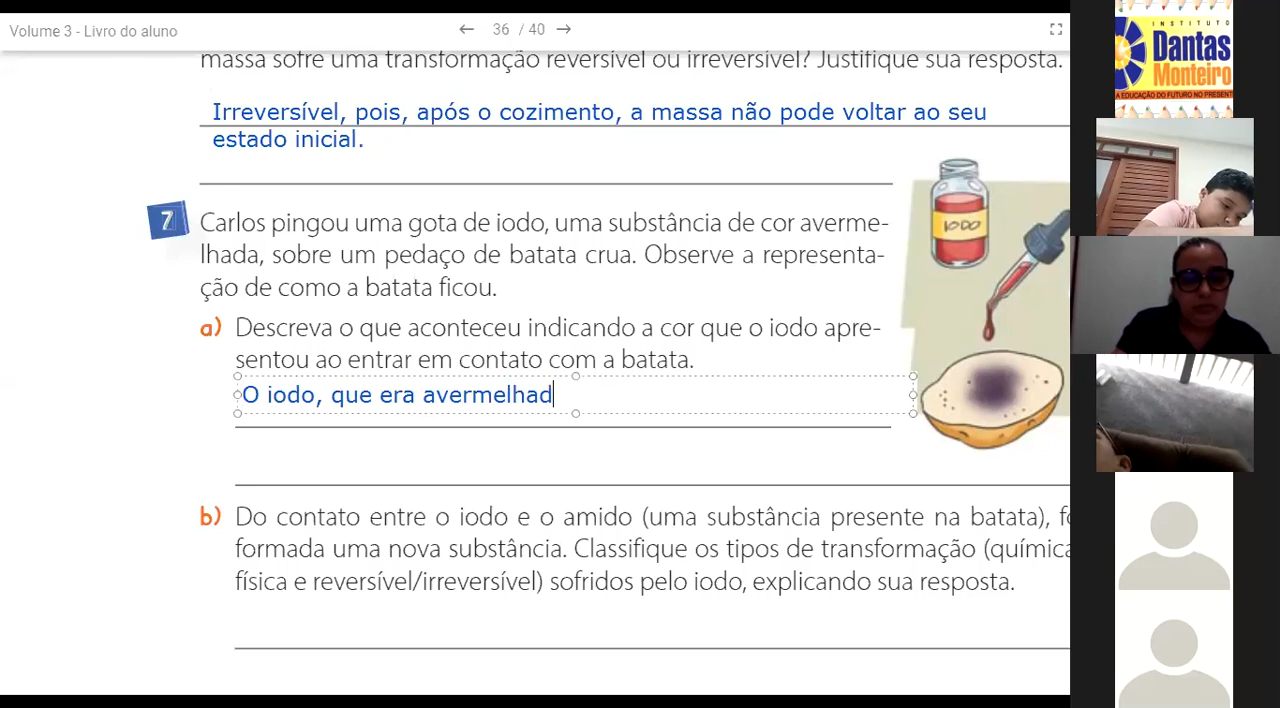 Volume 3 - Livro do aluno
36 / 40
massa sofre uma transformação reversível ou irreversível? Justifique sua resposta.
Irreversível, pois, após o cozimento, a massa não pode voltar ao seu
estado inicial.
7 Carlos pingou uma gota de iodo, uma substância de cor averme-
lhada, sobre um pedaço de batata crua. Observe a representa-
ção de como a batata ficou.
a) Descreva o que aconteceu indicando a cor que o iodo apre-
sentou ao entrar em contato com a batata.
O iodo, que era avermelhad
b) Do contato entre o iodo e o amido (uma substância presente na batata), fo
formada uma nova substância. Classifique os tipos de transformação (química
física e reversível/irreversível) sofridos pelo iodo, explicando sua resposta.
IODO
INSTITUTO
Dantas
Monteiro
A EDUCAÇÃO DO FUTURO NO PRESENT